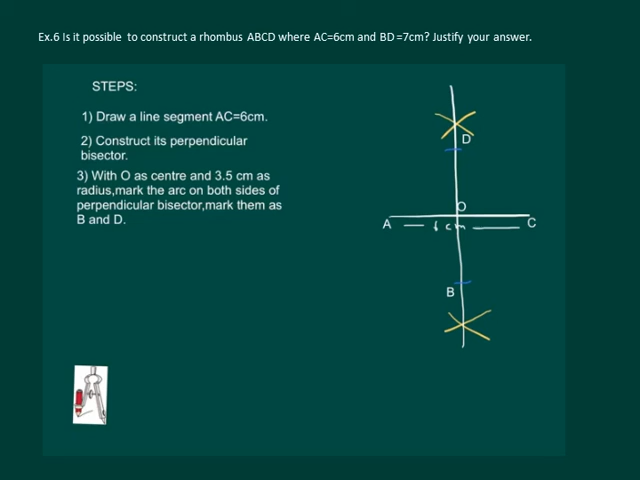 Ex.6 Is it possible to construct a rhombus ABCD where AC=6cm and BD=7cm? Justify your answer.
STEPS:
1) Draw a line segment AC=6cm.
2) Construct its perpendicular
bisector.
3) With O as centre and 3.5 cm as
radius,mark the arc on both sides of
perpendicular bisector,mark them as
B and D.
D
O
A 6 cm C
B